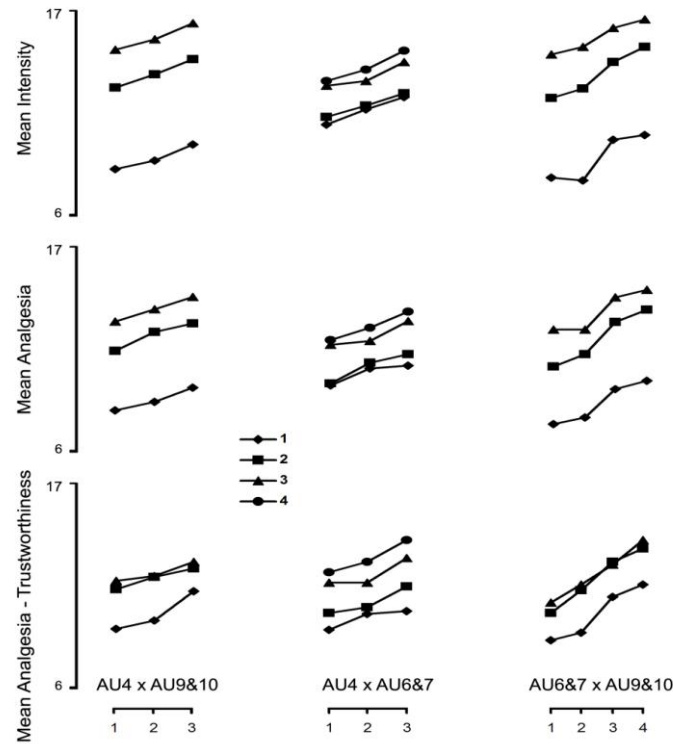 17
Mean Intensity
6
17
Mean Analgesia
6
1
2
3
4
17
Mean Analgesia - Trustworthiness
6
AU4 x AU9&10
AU4 x AU6&7
AU6&7 x AU9&10
1 2 3
1 2 3
1 2 3 4